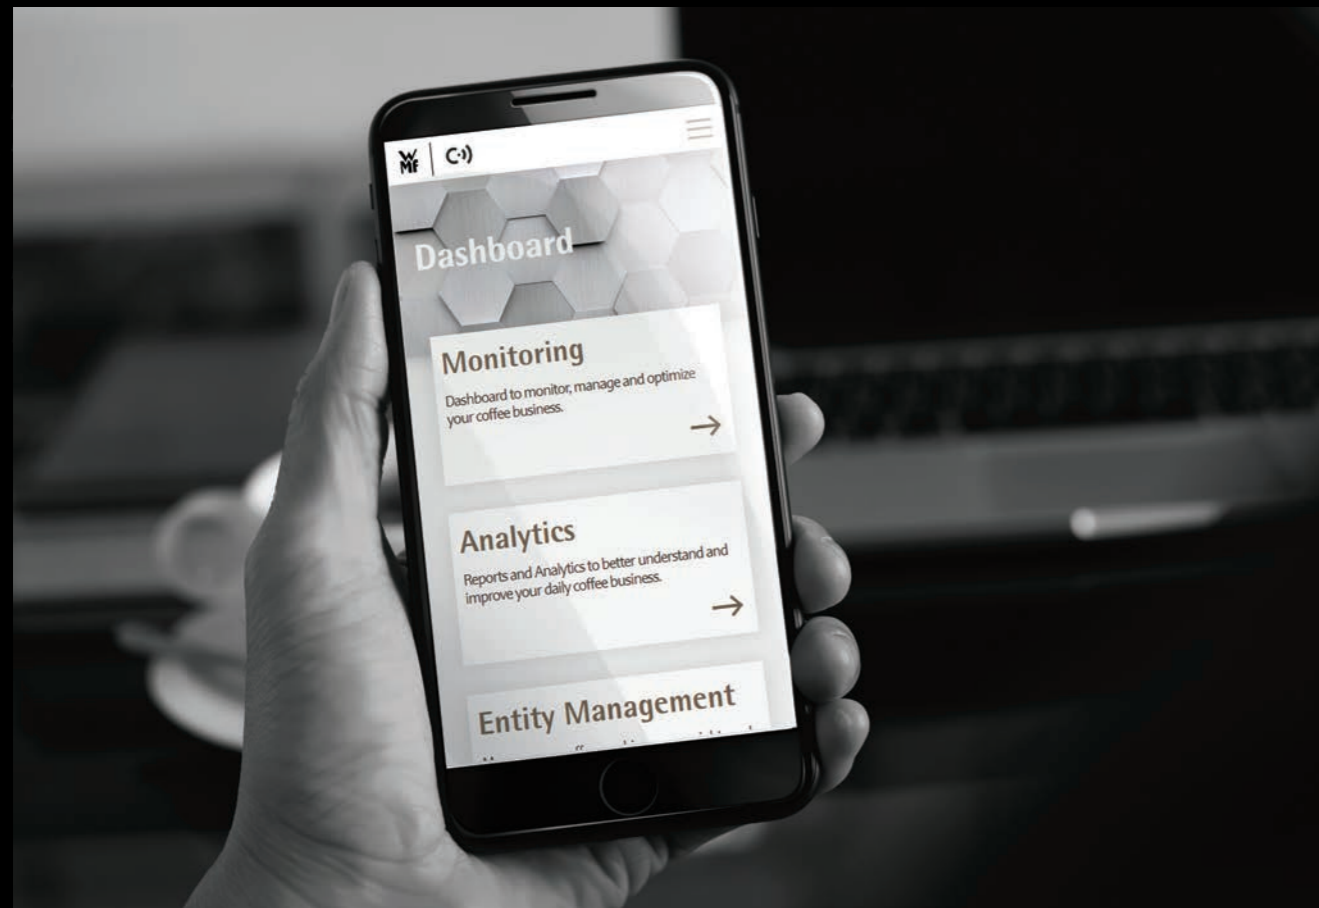 WMF C
Dashboard
Monitoring
Dashboard to monitor, manage and optimize
your coffee business.
Analytics
Reports and Analytics to better understand and
improve your daily coffee business.
Entity Management